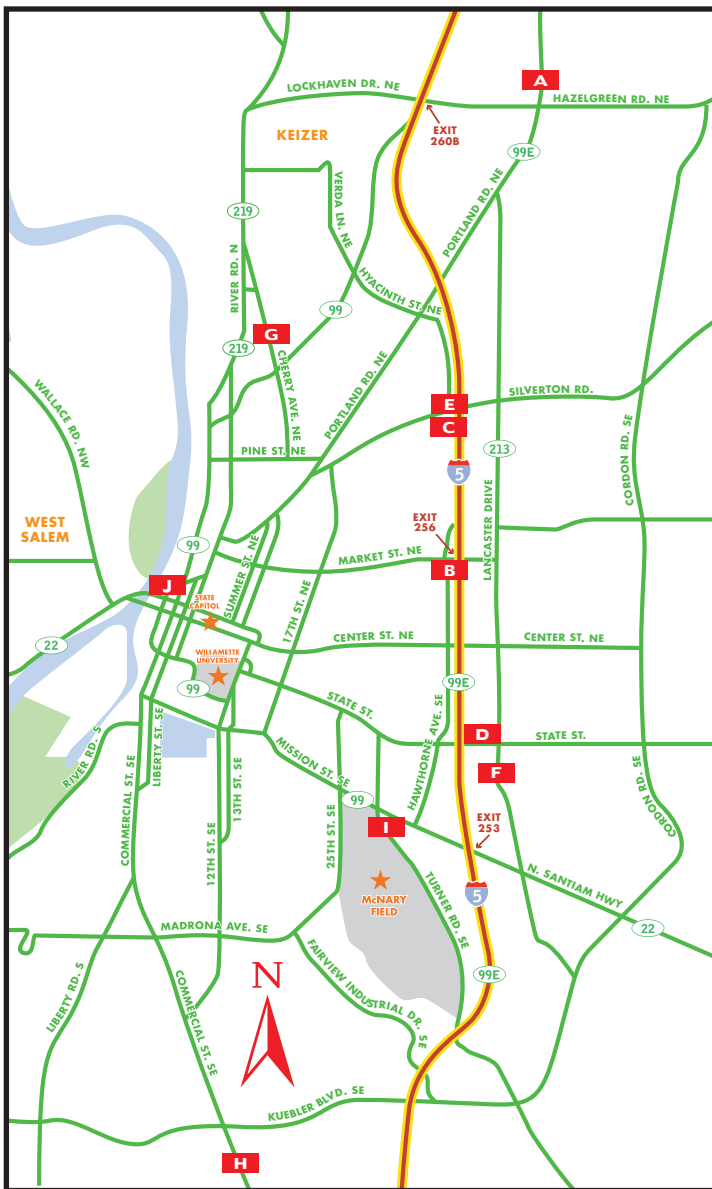 A
LOCKHAVEN DR. NE
HAZELGREEN RD. NE
EXIT
260B
KEIZER
99E
VERDA LN. NE
PORTLAND RD. NE
219
RIVER RD. N
HYACINTH ST. NE
99
G
219
CHERRY AVE. NE
PORTLAND RD. NE
WALLACE RD. NW
SILVERTON RD.
E
C
CORDON RD. SE
PINE ST. NE
213
5
LANCASTER DRIVE
WEST
SALEM
EXIT
256
99
SUMMER ST. NE
MARKET ST. NE
B
J
STATE
CAPITOL
17TH ST. NE
CENTER ST. NE
CENTER ST. NE
22
WILLAMETTE
UNIVERSITY
99
99E
STATE ST.
HAWTHORNE AVE. SE
D
STATE ST.
RIVER RD. S
LIBERTY ST. SE
MISSION ST. SE
F
COMMERCIAL ST. SE
13TH ST. SE
99
CORDON RD. SE
12TH ST. SE
25TH ST. SE
I
EXIT
253
N. SANTIAM HWY
McNARY
FIELD
TURNER RD. SE
5
22
MADRONA AVE. SE
FAIRVIEW INDUSTRIAL DR. SE
99E
LIBERTY RD. S
COMMERCIAL ST. SE
N
KUEBLER BLVD. SE
H